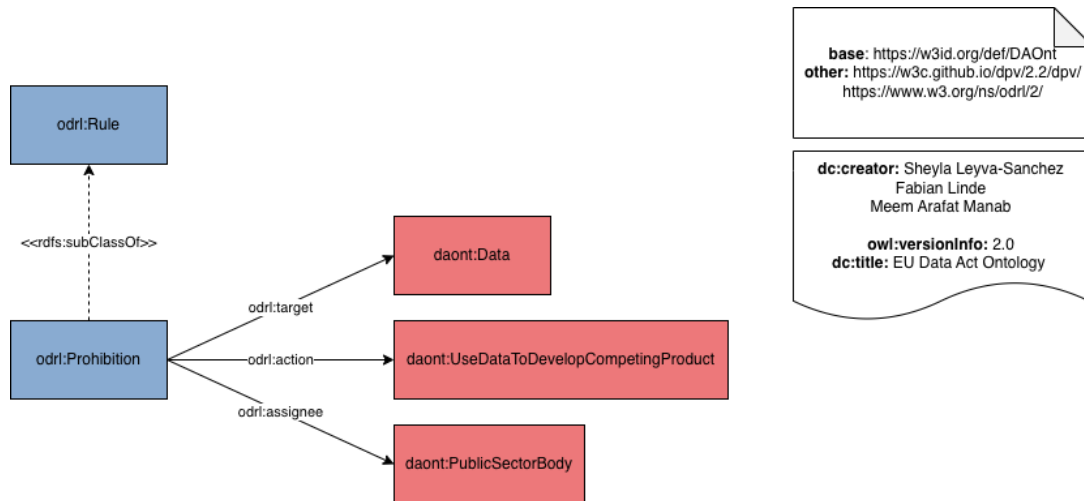 base: https://w3id.org/def/DAOnt
other: https://w3c.github.io/dpv/2.2/dpv/
https://www.w3.org/ns/odrl/2/
odrl:Rule
dc:creator: Sheyla Leyva-Sanchez
Fabian Linde
Meem Arafat Manab
owl:versionInfo: 2.0
dc:title: EU Data Act Ontology
<<rdfs:subClassOf>>
daont:Data
odrl:target
odrl:Prohibition
odrl:action
daont:UseDataToDevelopCompetingProduct
odrl:assignee
daont:PublicSectorBody